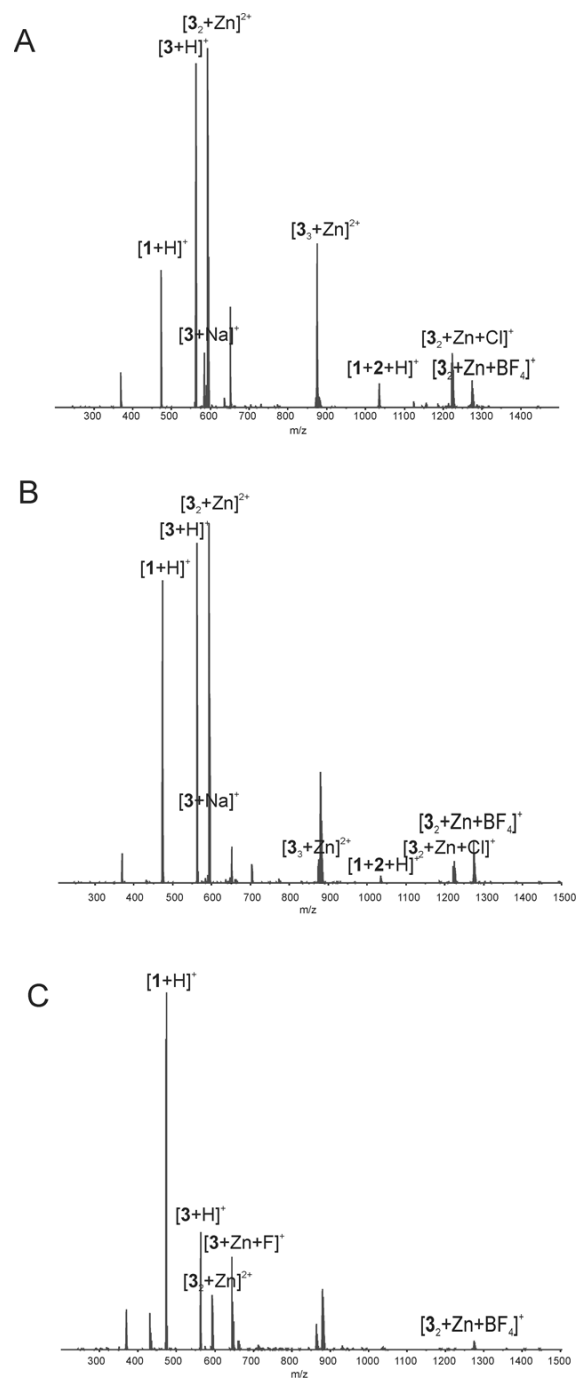 A
[3₂+Zn]²⁺
[3+H]⁺
[1+H]⁺
[3₃+Zn]²⁺
[3+Na]⁺
[3₂+Zn+Cl]⁺
[1+2+H]⁺
[3₂+Zn+BF₄]⁺
300 400 500 600 700 800 900 1000 1100 1200 1300 1400
m/z
B
[3₂+Zn]²⁺
[3+H]⁺
[1+H]⁺
[3+Na]⁺
[3₂+Zn+BF₄]⁺
[3₃+Zn]²⁺
[3₂+Zn+Cl]⁺
[1+2+H]⁺
300 400 500 600 700 800 900 1000 1100 1200 1300 1400 1500
m/z
C
[1+H]⁺
[3+H]⁺
[3+Zn+F]⁺
[3₂+Zn]²⁺
[3₂+Zn+BF₄]⁺
300 400 500 600 700 800 900 1000 1100 1200 1300 1400 1500
m/z